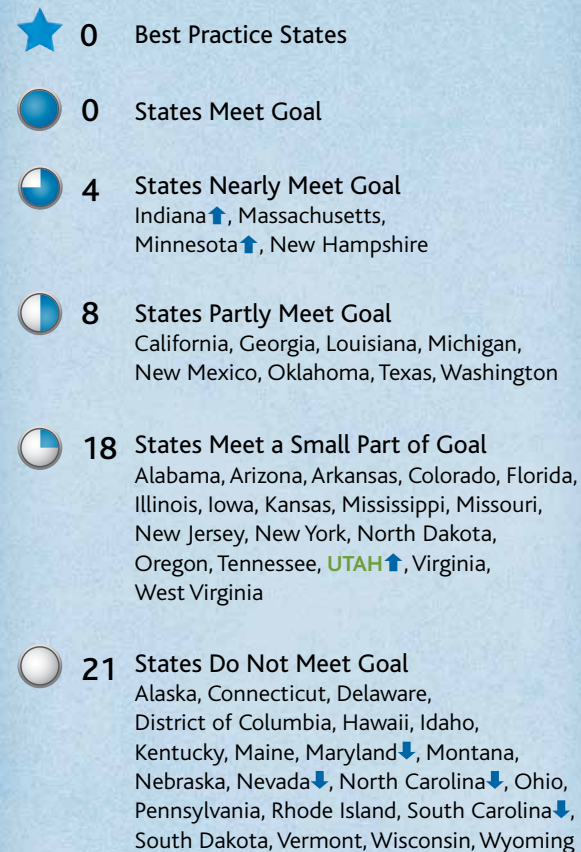 0 Best Practice States
0 States Meet Goal
4 States Nearly Meet Goal
Indiana⬆, Massachusetts,
Minnesota⬆, New Hampshire
8 States Partly Meet Goal
California, Georgia, Louisiana, Michigan,
New Mexico, Oklahoma, Texas, Washington
18 States Meet a Small Part of Goal
Alabama, Arizona, Arkansas, Colorado, Florida,
Illinois, Iowa, Kansas, Mississippi, Missouri,
New Jersey, New York, North Dakota,
Oregon, Tennessee, UTAH⬆, Virginia,
West Virginia
21 States Do Not Meet Goal
Alaska, Connecticut, Delaware,
District of Columbia, Hawaii, Idaho,
Kentucky, Maine, Maryland⬇, Montana,
Nebraska, Nevada⬇, North Carolina⬇, Ohio,
Pennsylvania, Rhode Island, South Carolina⬇,
South Dakota, Vermont, Wisconsin, Wyoming